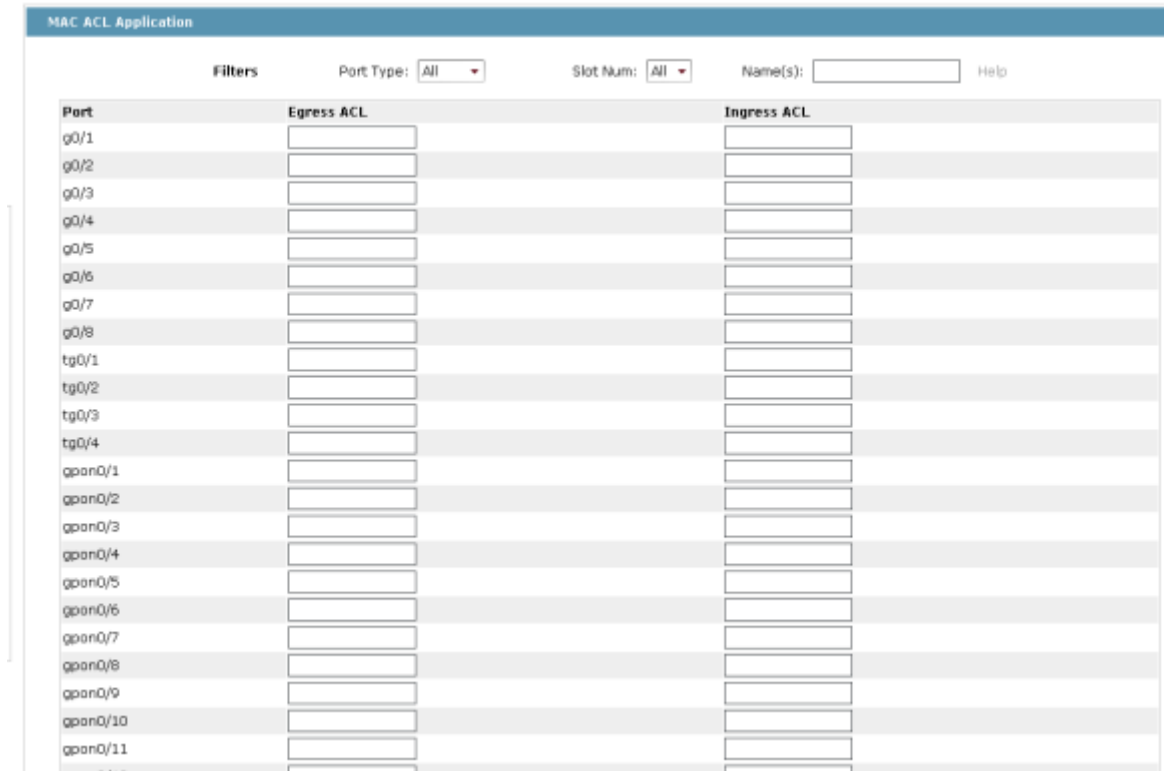 MAC ACL Application
Filters Port Type: All Slot Num: All Name(s): Help
Port Egress ACL Ingress ACL
g0/1
g0/2
g0/3
g0/4
g0/5
g0/6
g0/7
g0/8
tg0/1
tg0/2
tg0/3
tg0/4
gpon0/1
gpon0/2
gpon0/3
gpon0/4
gpon0/5
gpon0/6
gpon0/7
gpon0/8
gpon0/9
gpon0/10
gpon0/11